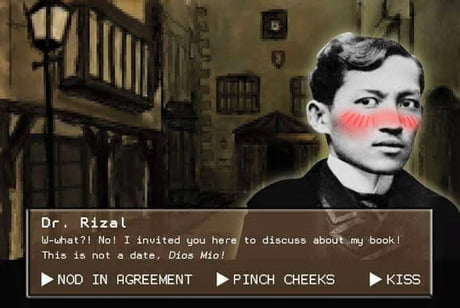 Dr. Rizal
W-what?! No! I invited you here to discuss about my book!
This is not a date, Dios Mio!
▶NOD IN AGREEMENT ▶PINCH CHEEKS ▶KISS